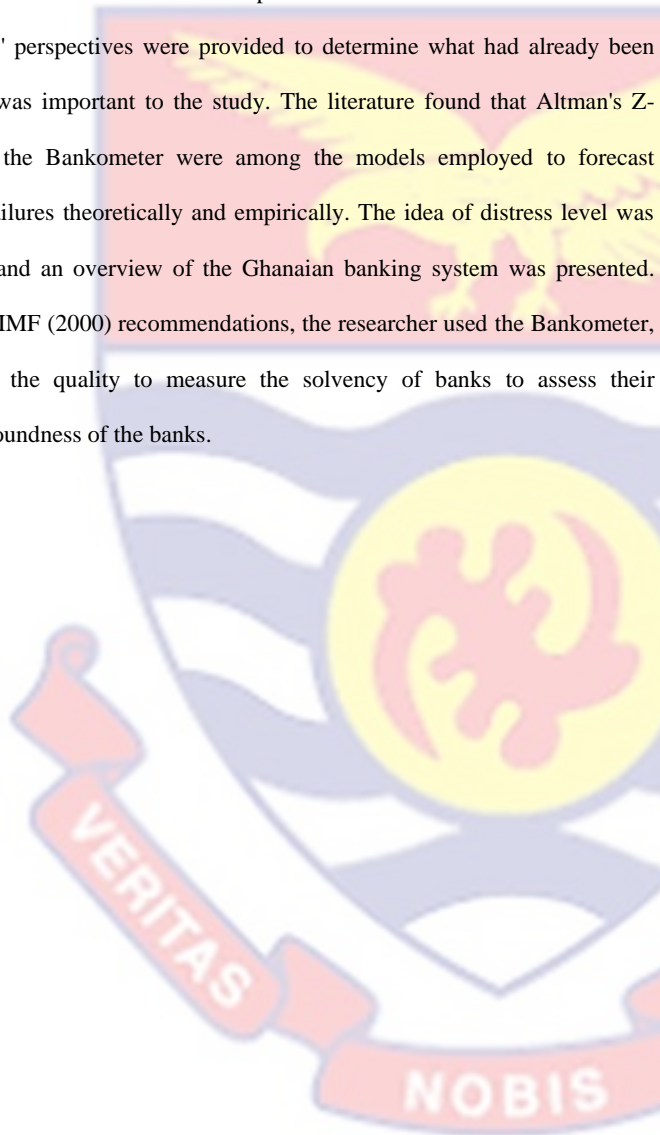 ' perspectives were provided to determine what had already been
was important to the study. The literature found that Altman's Z-
the Bankometer were among the models employed to forecast
ilures theoretically and empirically. The idea of distress level was
and an overview of the Ghanaian banking system was presented.
IMF (2000) recommendations, the researcher used the Bankometer,
the quality to measure the solvency of banks to assess their
oundness of the banks.
VERITAS
NOBIS